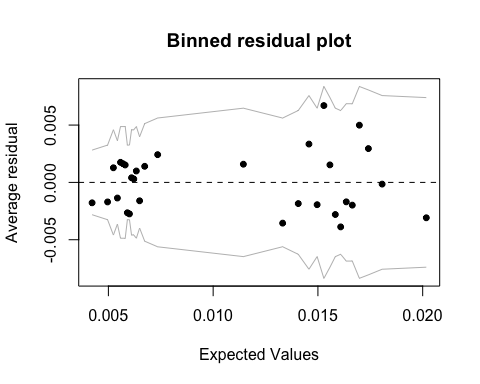 Binned residual plot
Average residual
0.005
0.000
-0.005
0.005 0.010 0.015 0.020
Expected Values